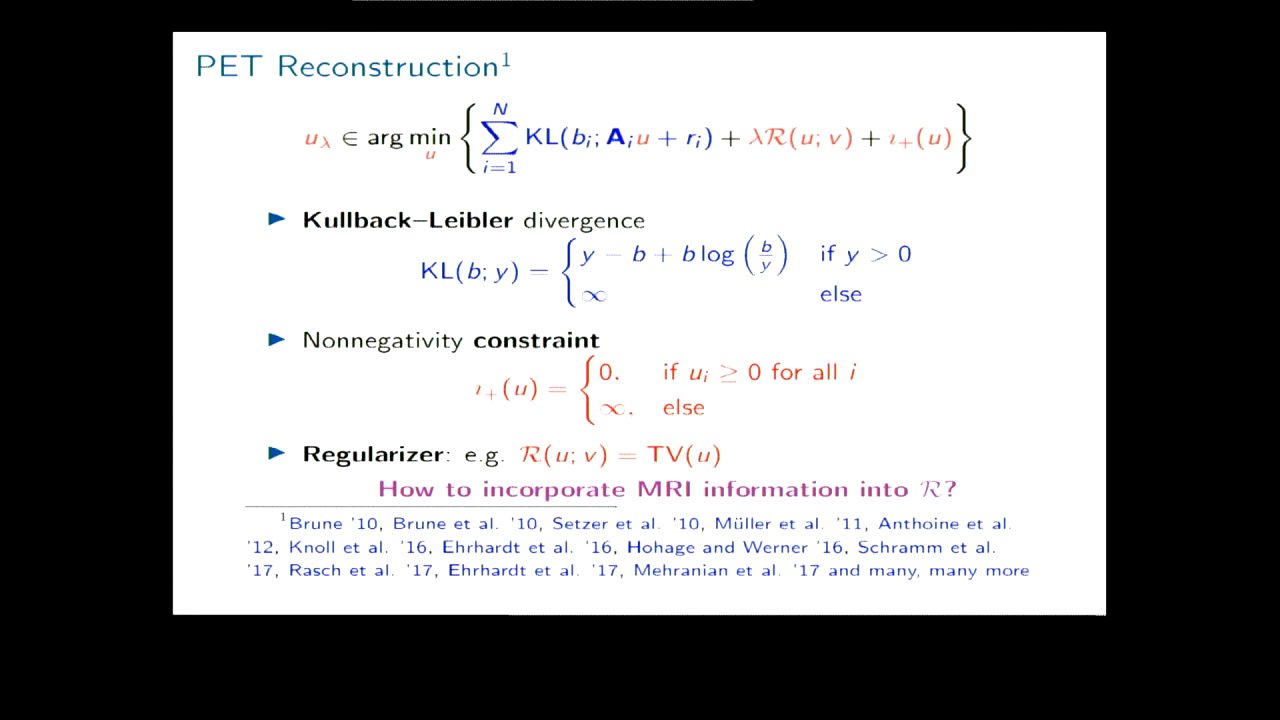 PET Reconstruction¹
u_λ ∈ arg min_u { ∑_{i=1}^{N} KL(b_i; A_i u + r_i) + λR(u; v) + ı₊(u) }
Kullback–Leibler divergence
KL(b; y) = { y − b + b log (b/y) if y > 0
∞ else
Nonnegativity constraint
ı₊(u) = { 0, if u_i ≥ 0 for all i
∞, else
Regularizer: e.g. R(u; v) = TV(u)
How to incorporate MRI information into R?
¹Brune '10, Brune et al. '10, Setzer et al. '10, Müller et al. '11, Anthoine et al.
'12, Knoll et al. '16, Ehrhardt et al. '16, Hohage and Werner '16, Schramm et al.
'17, Rasch et al. '17, Ehrhardt et al. '17, Mehranian et al. '17 and many, many more